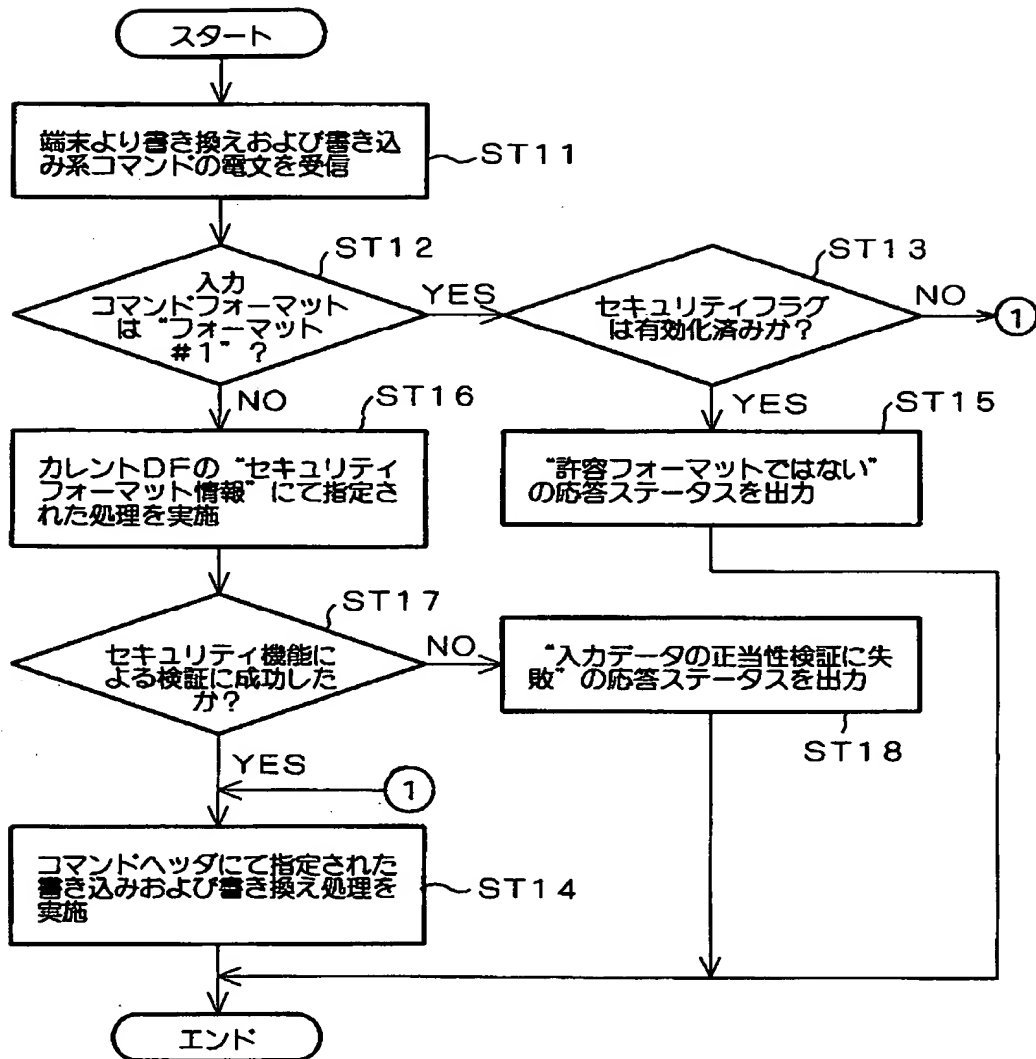 スタート
端末より書き換えおよび書き込
み系コマンドの電文を受信
ST11
ST12
入力
コマンドフォーマット
は“フォーマット
#1”?
YES
ST13
セキュリティフラグ
は有効化済みか?
NO
1
NO
ST16
カレントDFの“セキュリティ
フォーマット情報”にて指定さ
れた処理を実施
YES
ST15
“許容フォーマットではない”
の応答ステータスを出力
ST17
セキュリティ機能に
よる検証に成功した
か?
NO
“入力データの正当性検証に失
敗”の応答ステータスを出力
ST18
YES
1
コマンドヘッダにて指定された
書き込みおよび書き換え処理を
実施
ST14
エンド